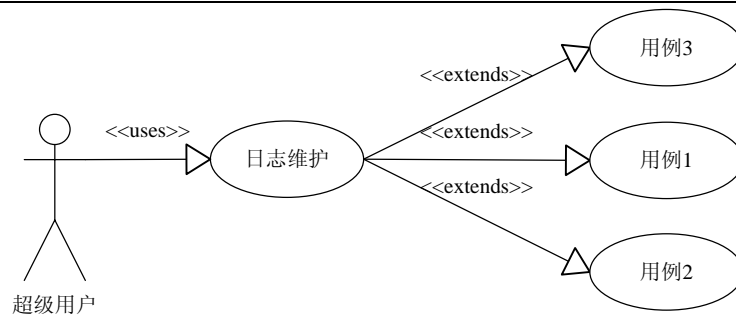 用例3
<<extends>>
<<uses>>
<<extends>>
日志维护
用例1
<<extends>>
用例2
超级用户